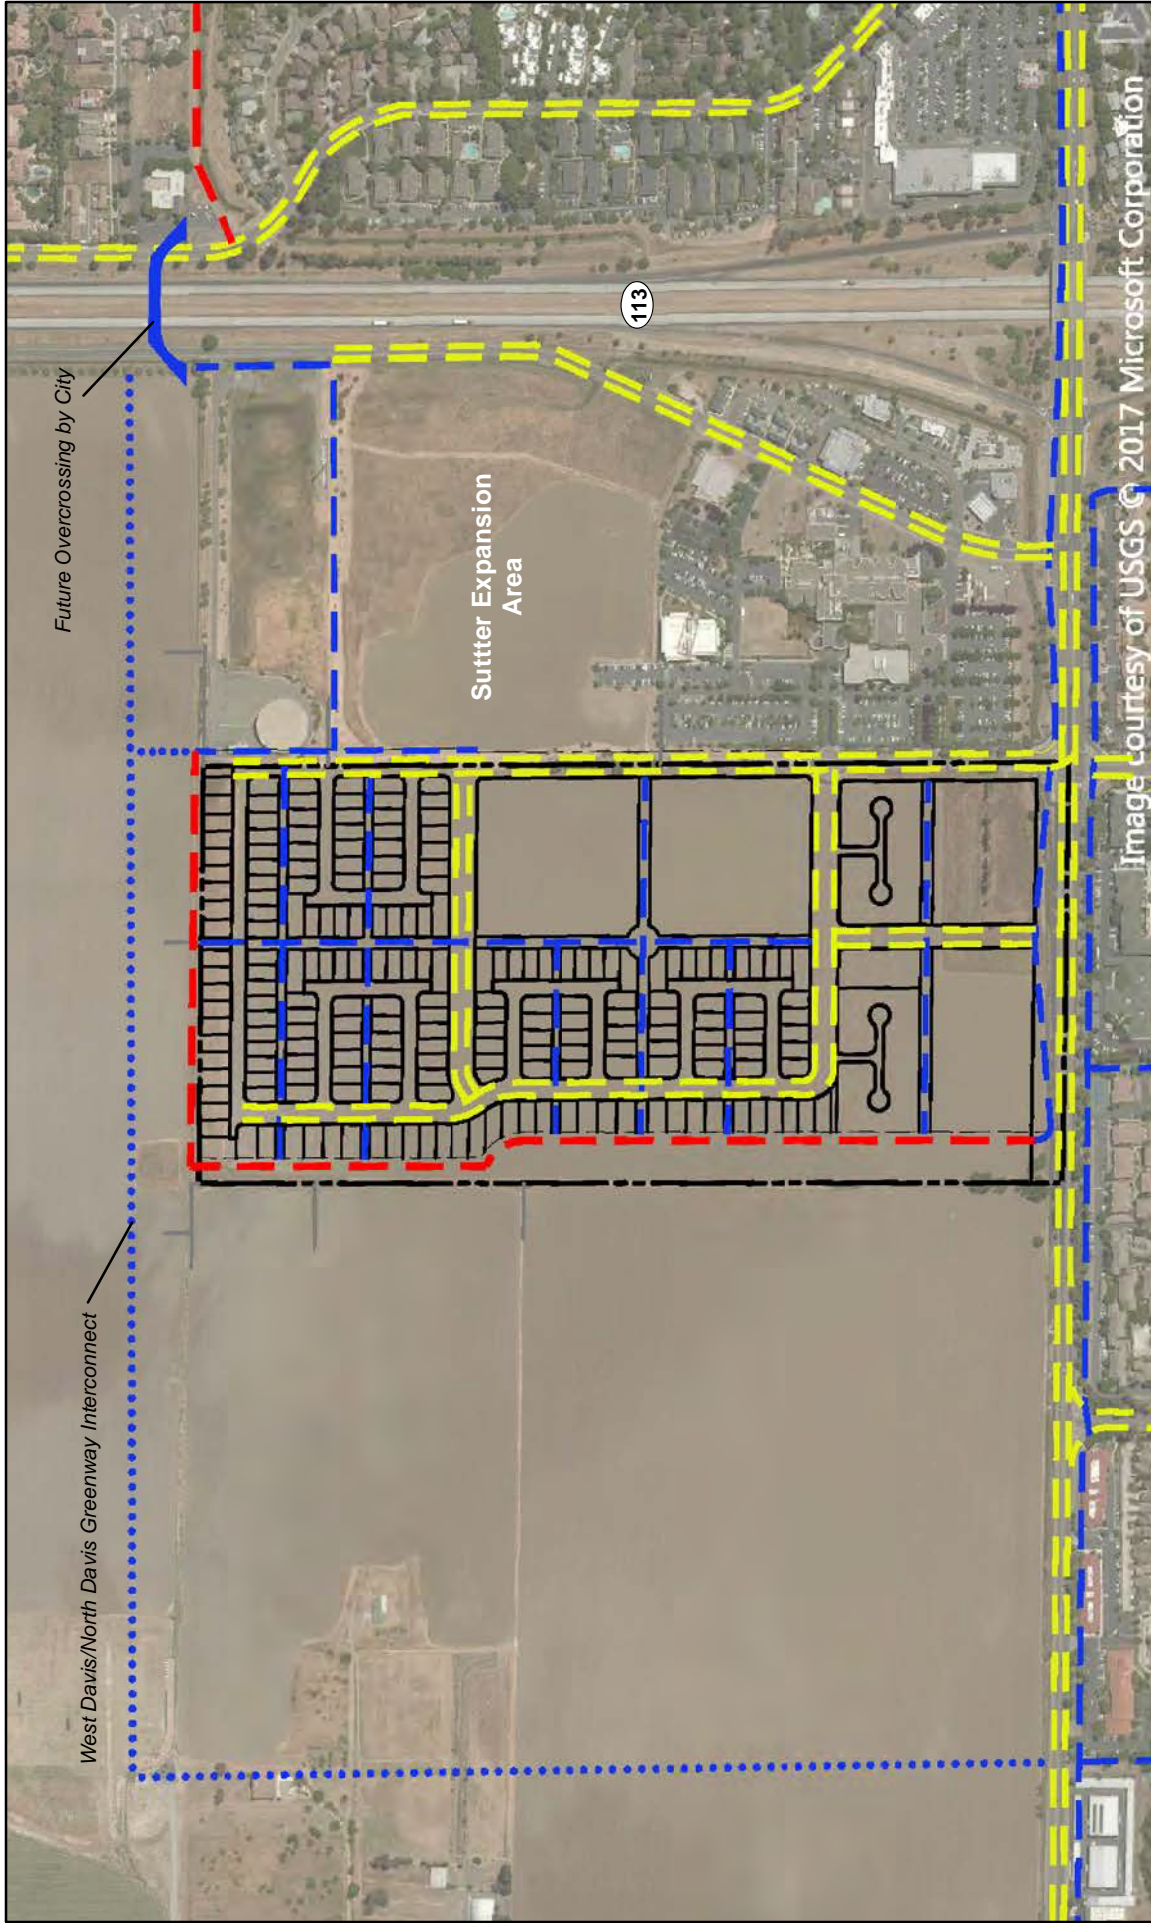 West Davis/North Davis Greenway Interconnect
Future Overcrossing by City
Suttter Expansion
Area
113
Image courtesy of USGS © 2017 Microsoft Corporation